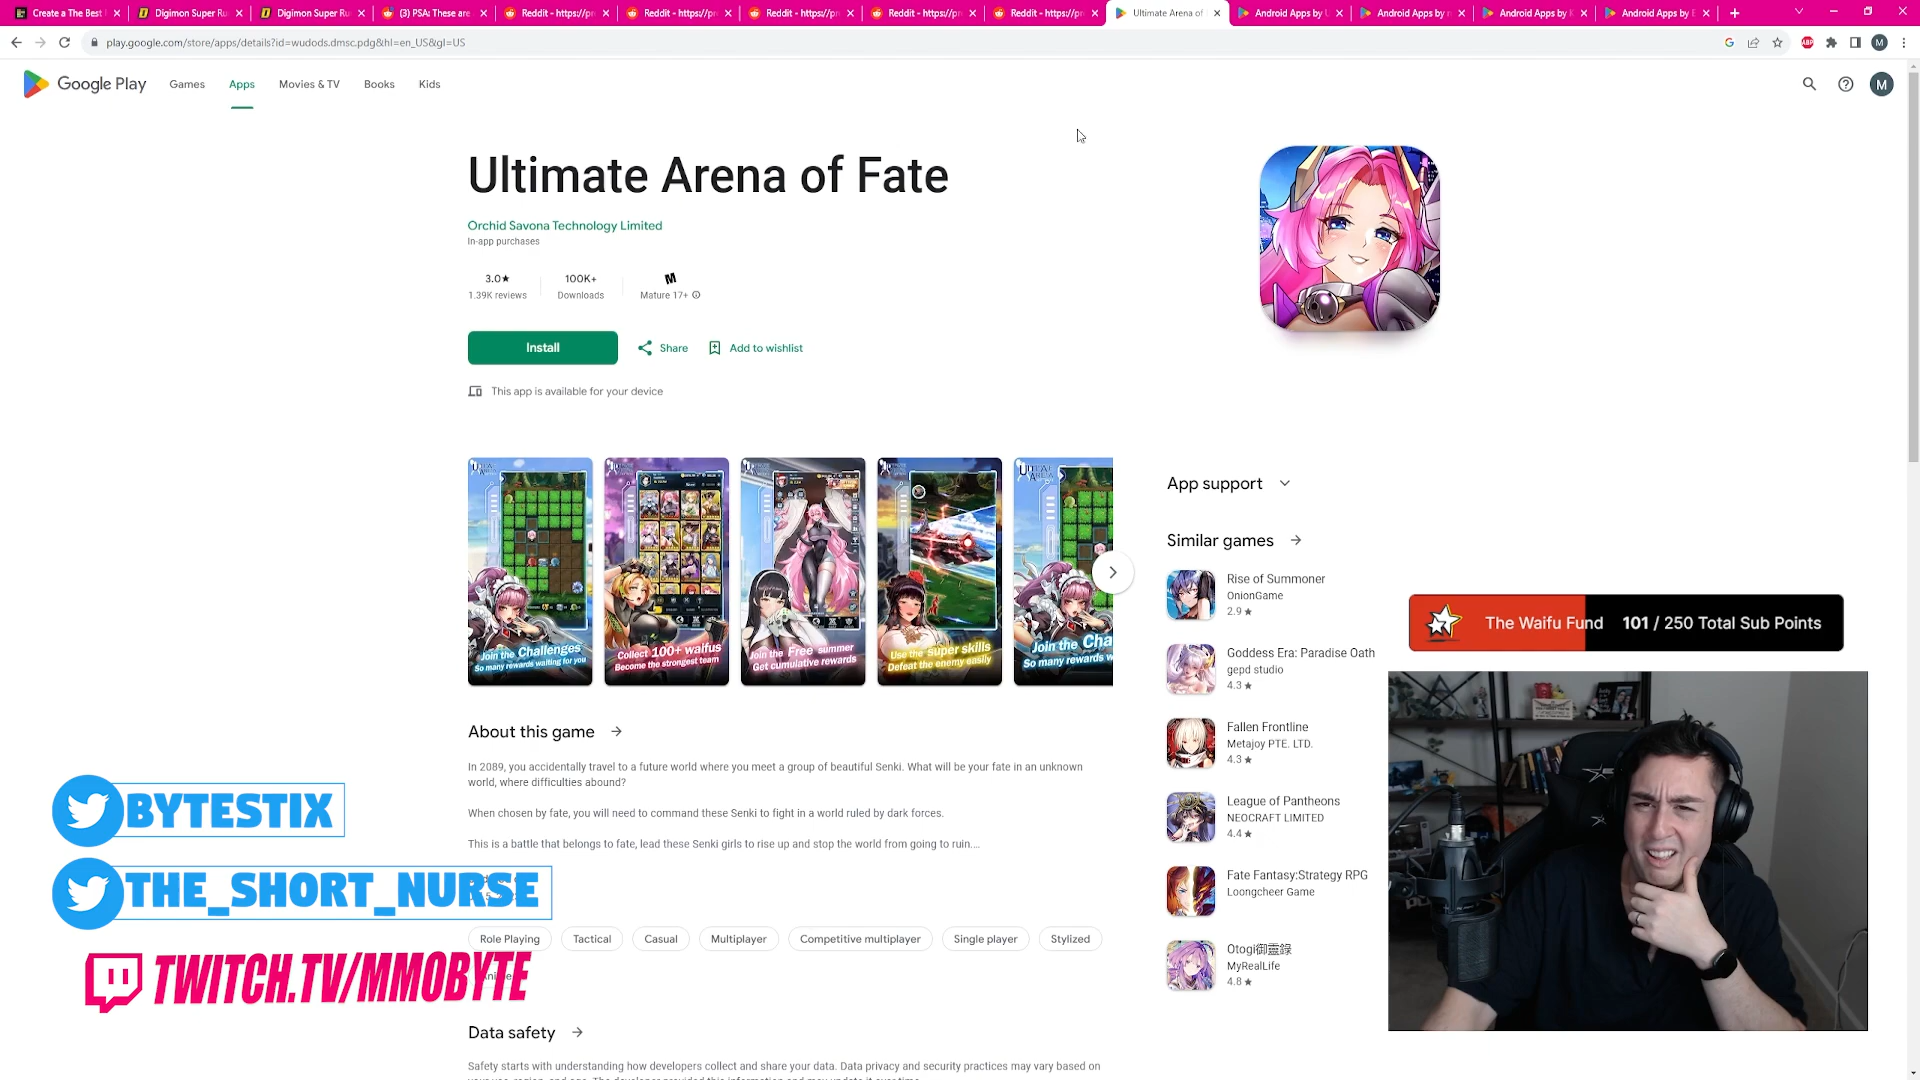 Create a The Best
Digimon Super Ru
Digimon Super Ru
(3) PSA: These are
Reddit - https://pr
Reddit - https://pr
Reddit - https://pr
Reddit - https://pr
Reddit - https://pr
Ultimate Arena of
Android Apps by
Android Apps by
Android Apps by
Android Apps by
play.google.com/store/apps/details?id=wudods.dmsc.pdg&hl=en_US&gl=US
ABP
M
Google Play
Games
Apps
Movies & TV
Books
Kids
M
Ultimate Arena of Fate
Orchid Savona Technology Limited
In-app purchases
3.0★
1.39K reviews
100K+
Downloads
M
Mature 17+
Install
Share
Add to wishlist
This app is available for your device
Join the Challenges
So many rewards waiting for you
Collect 100+ waifus
Become the strongest team
Join the Free summer
Get cumulative rewards
Use the super skills
Defeat the enemy easily
Join the Cha
So many rewards w
App support
Similar games
Rise of Summoner
OnionGame
2.9★
Goddess Era: Paradise Oath
gepd studio
4.3★
Fallen Frontline
Metajoy PTE. LTD.
4.3★
League of Pantheons
NEOCRAFT LIMITED
4.4★
Fate Fantasy:Strategy RPG
Loongcheer Game
Otogi御靈錄
MyRealLife
4.8★
The Waifu Fund 101 / 250 Total Sub Points
About this game
In 2089, you accidentally travel to a future world where you meet a group of beautiful Senki. What will be your fate in an unknown
world, where difficulties abound?
When chosen by fate, you will need to command these Senki to fight in a world ruled by dark forces.
This is a battle that belongs to fate, lead these Senki girls to rise up and stop the world from going to ruin....
BYTESTIX
THE_SHORT_NURSE
TWITCH.TV/MMOBYTE
Role Playing
Tactical
Casual
Multiplayer
Competitive multiplayer
Single player
Stylized
Data safety
Safety starts with understanding how developers collect and share your data. Data privacy and security practices may vary based on